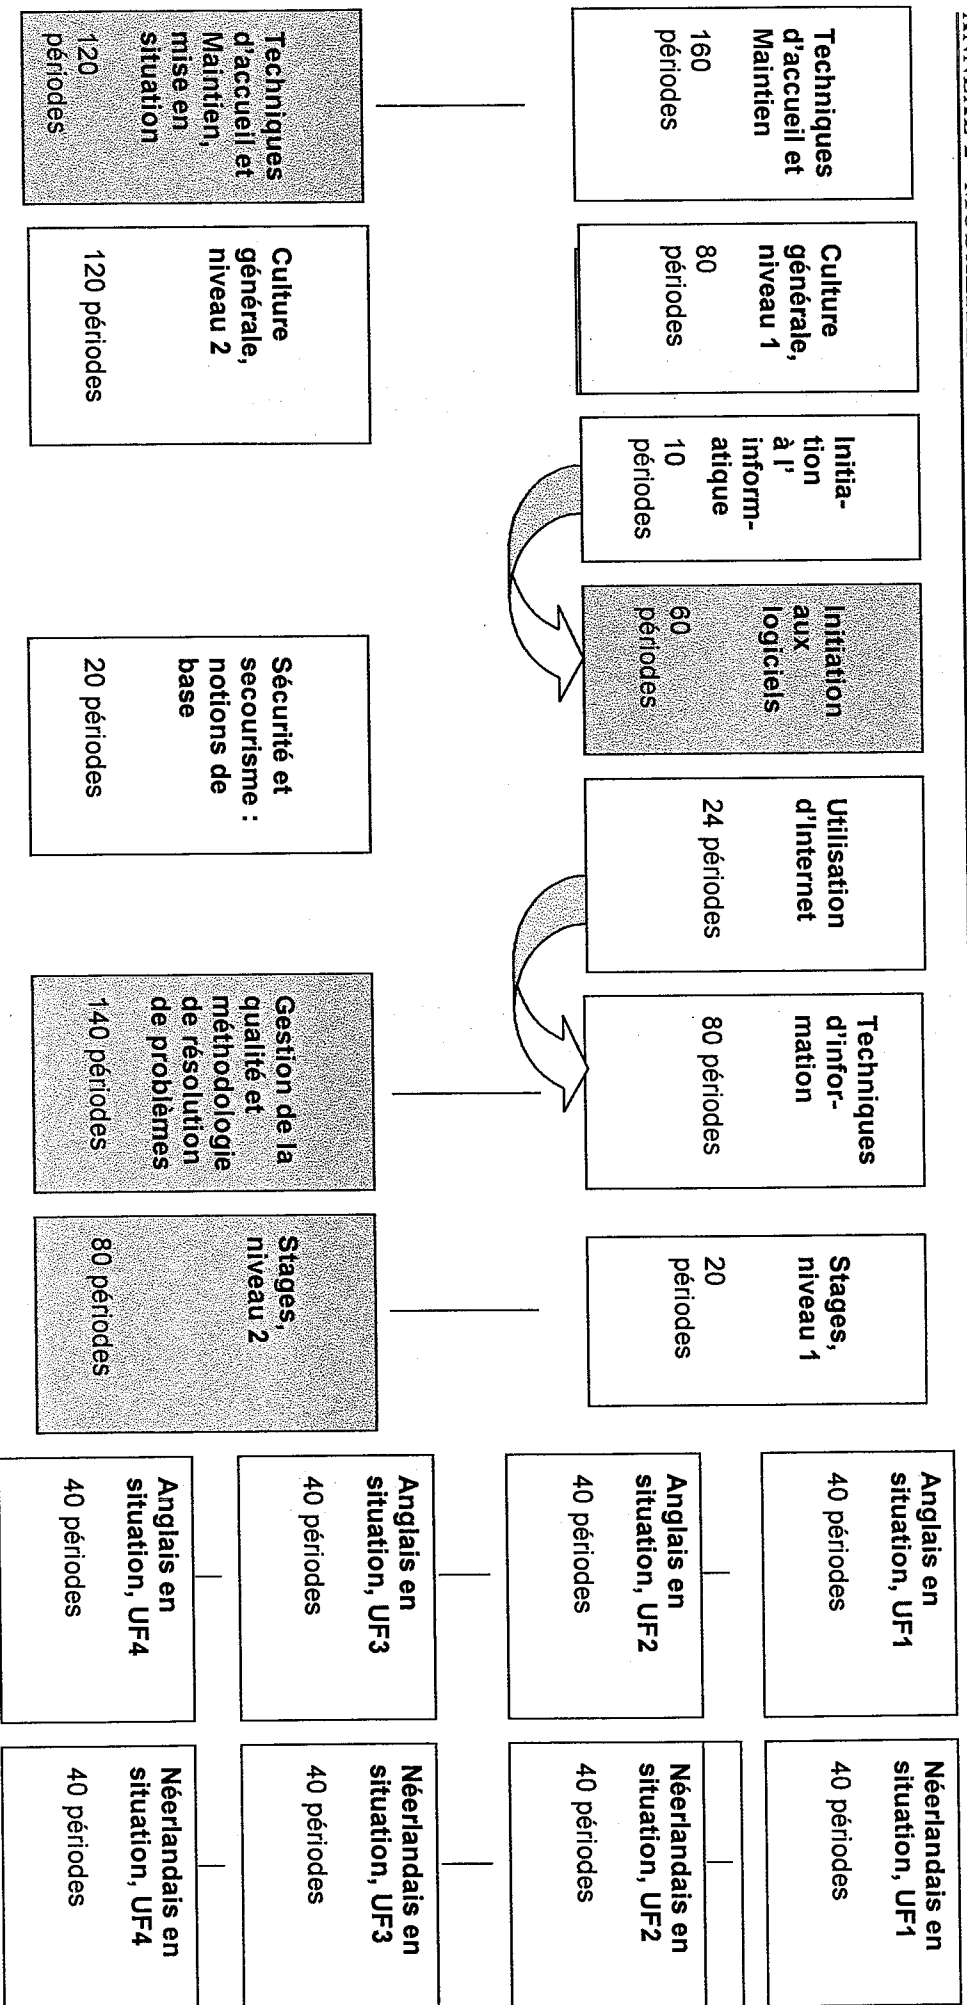 Techniques
d'accueil et
Maintien
160
périodes
Culture
générale,
niveau 1
80
périodes
Initia-
tion
à l'
inform-
atique
10
périodes
Initiation
aux
logiciels
60
périodes
Utilisation
d'Internet
24 périodes
Techniques
d'infor-
mation
80 périodes
Stages,
niveau 1
20
périodes
Anglais en
situation, UF1
40 périodes
Néerlandais en
situation, UF1
40 périodes
Anglais en
situation, UF2
40 périodes
Néerlandais en
situation, UF2
40 périodes
Techniques
d'accueil et
Maintien,
mise en
situation
120
périodes
Culture
générale,
niveau 2
120 périodes
Sécurité et
secourisme :
notions de
base
20 périodes
Gestion de la
qualité et
méthodologie
de résolution
de problèmes
140 périodes
Stages,
niveau 2
80 périodes
Anglais en
situation, UF3
40 périodes
Néerlandais en
situation, UF3
40 périodes
Anglais en
situation, UF4
40 périodes
Néerlandais en
situation, UF4
40 périodes